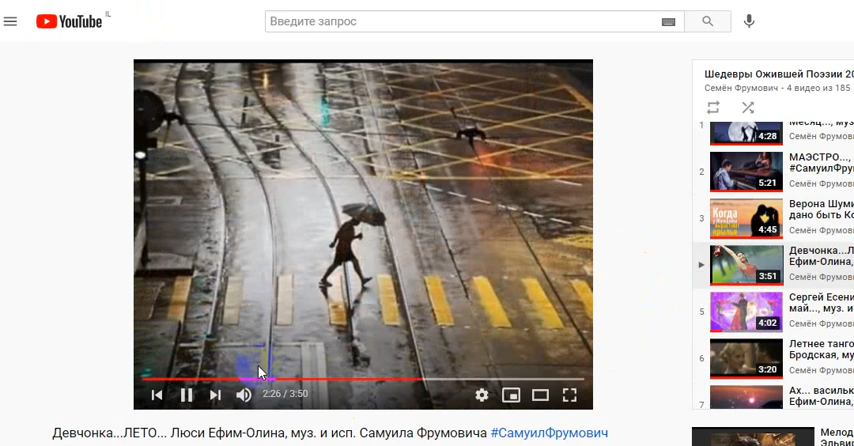 YouTube IL
Введите запрос
2:26 / 3:50
Девчонка...ЛЕТО... Люси Ефим-Олина, муз. и исп. Самуила Фрумовича #СамуилФрумович
Шедевры Ожившей Поэзии 20
Семён Фрумович - 4 видео из 185
1
4:28
Месяц..., муз
Семён Фрумов
2
5:21
МАЭСТРО...,
#СамуилФру
Семён Фрумов
3
Когда
4:45
Верона Шуми
дано быть Ко
Семён Фрумов
3:51
Девчонка...Л
Ефим-Олина,
Семён Фрумов
5
4:02
Сергей Есени
май..., муз. и
Семён Фрумов
6
3:20
Летнее танго
Бродская, му
Семён Фрумов
7
Ах... васильк
Ефим-Олина,
Мелод
Эльвир